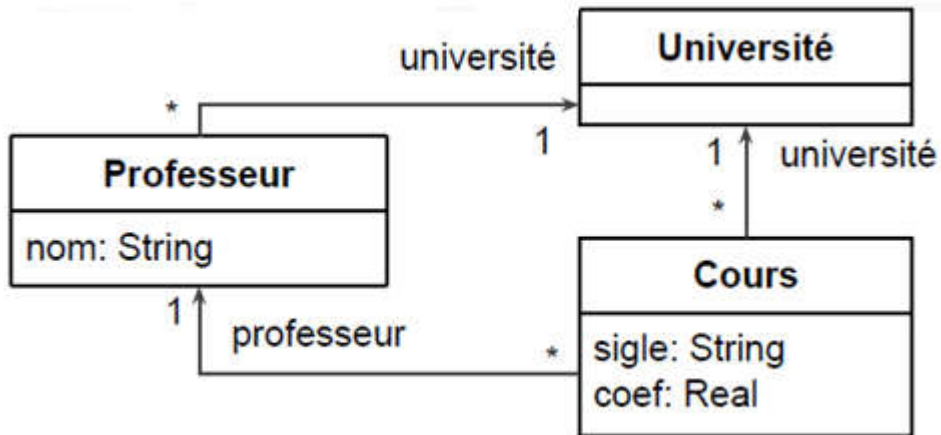 université
Université
*
1
1
université
Professeur
*
nom: String
Cours
1
professeur
*
sigle: String
coef: Real